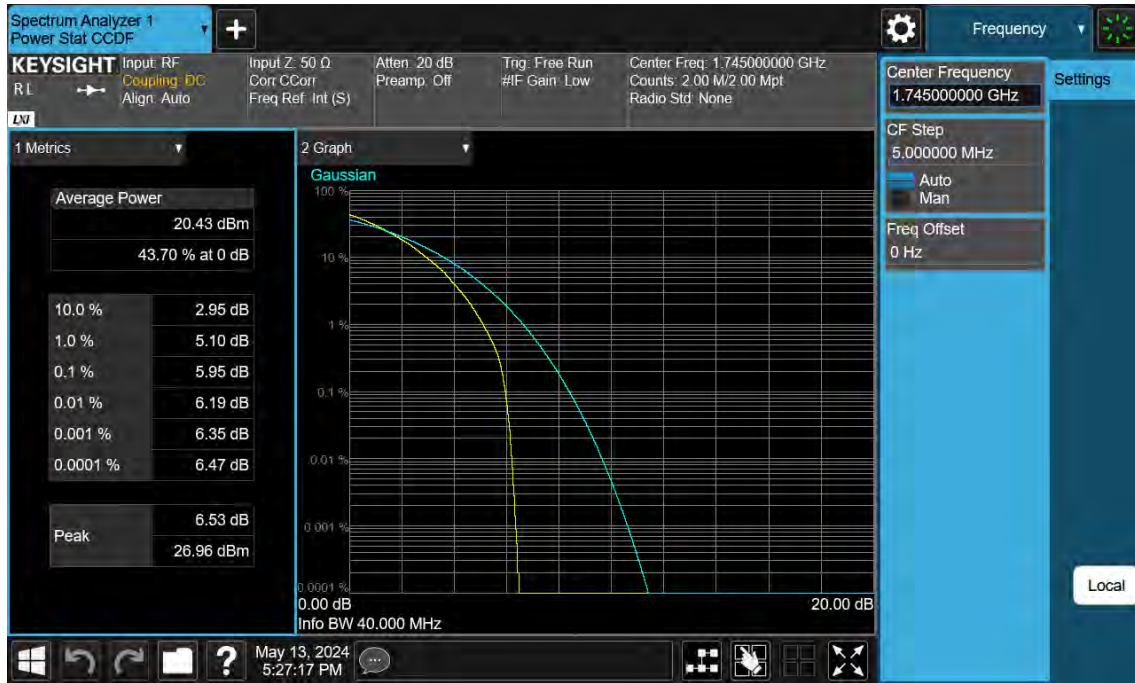 Spectrum Analyzer 1
Power Stat CCDF
Frequency
KEYSIGHT
R L
LXI
Input: RF
Coupling: DC
Align: Auto
Input Z: 50 Ω
Corr CCorr
Freq Ref: Int (S)
Atten: 20 dB
Preamp: Off
Trig: Free Run
#IF Gain: Low
Center Freq: 1.745000000 GHz
Counts: 2.00 M/2.00 Mpt
Radio Std: None
Center Frequency
1.745000000 GHz
Settings
CF Step
5.000000 MHz
Auto
Man
Freq Offset
0 Hz
1 Metrics
Average Power
20.43 dBm
43.70 % at 0 dB
10.0 % 2.95 dB
1.0 % 5.10 dB
0.1 % 5.95 dB
0.01 % 6.19 dB
0.001 % 6.35 dB
0.0001 % 6.47 dB
Peak
6.53 dB
26.96 dBm
2 Graph
Gaussian
100 %
10 %
1 %
0.1 %
0.01 %
0.001 %
0.0001 %
0.00 dB 20.00 dB
Info BW 40.000 MHz
Local
May 13, 2024
5:27:17 PM